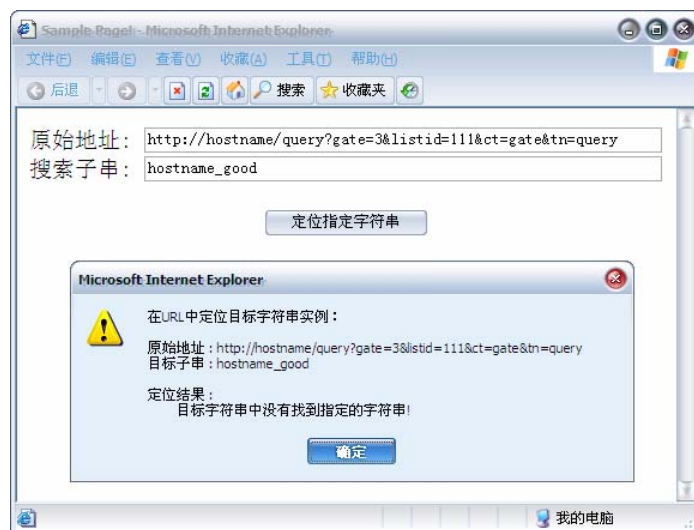 Sample Page! - Microsoft Internet Explorer
文件(F) 编辑(E) 查看(V) 收藏(A) 工具(T) 帮助(H)
后退 搜索 收藏夹
原始地址: http://hostname/query?gate=3&listid=111&ct=gate&tn=query
搜索子串: hostname_good
定位指定字符串
Microsoft Internet Explorer
在URL中定位目标字符串实例：
原始地址：http://hostname/query?gate=3&listid=111&ct=gate&tn=query
目标子串：hostname_good
定位结果：
目标字符串中没有找到指定的字符串!
确定
我的电脑